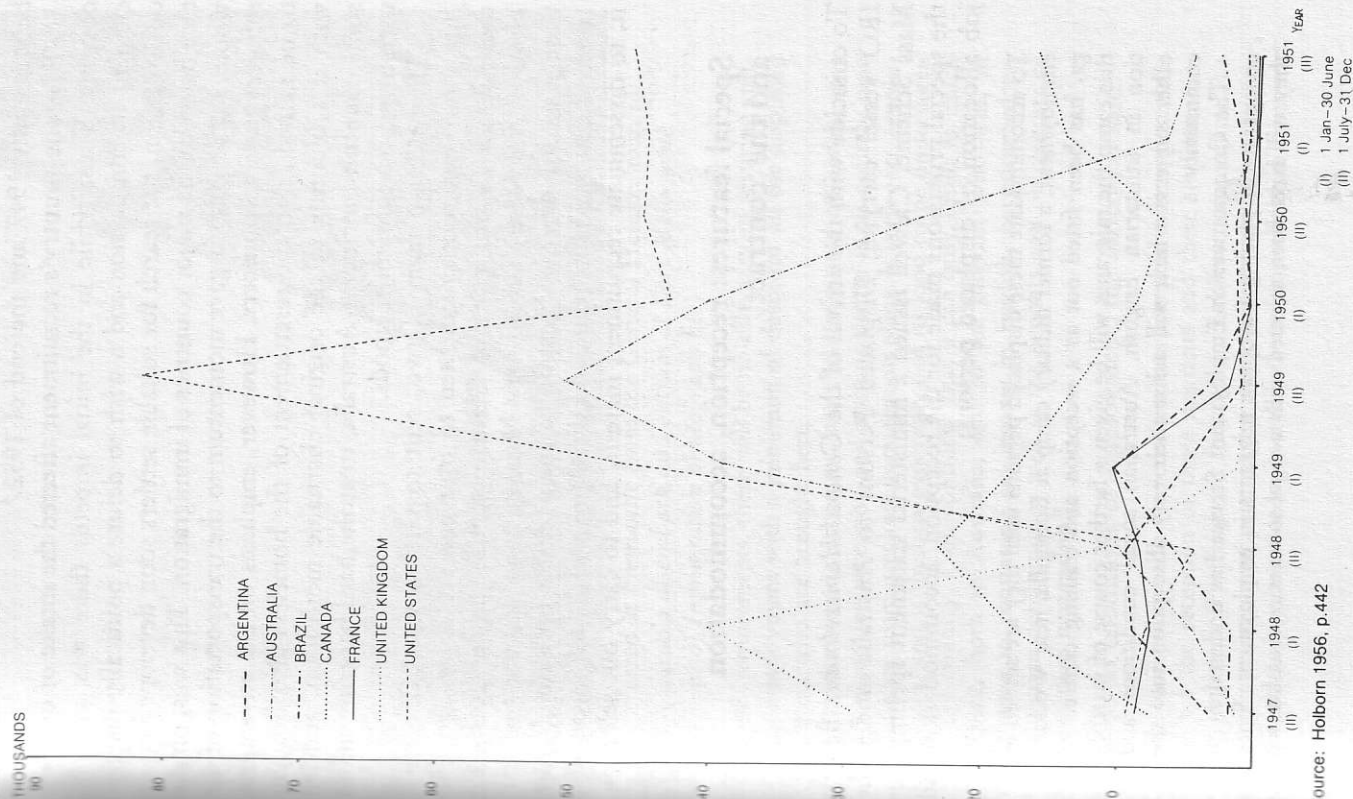 THOUSANDS
90
80
70
60
50
40
30
20
10
0
ARGENTINA
AUSTRALIA
BRAZIL
CANADA
FRANCE
UNITED KINGDOM
UNITED STATES
1947 1948 1948 1949 1949 1950 1950 1951 1951 YEAR
(II) (I) (II) (I) (II) (I) (II) (I) (II)
(I) 1 Jan–30 June
(II) 1 July–31 Dec
ource: Holborn 1956, p.442